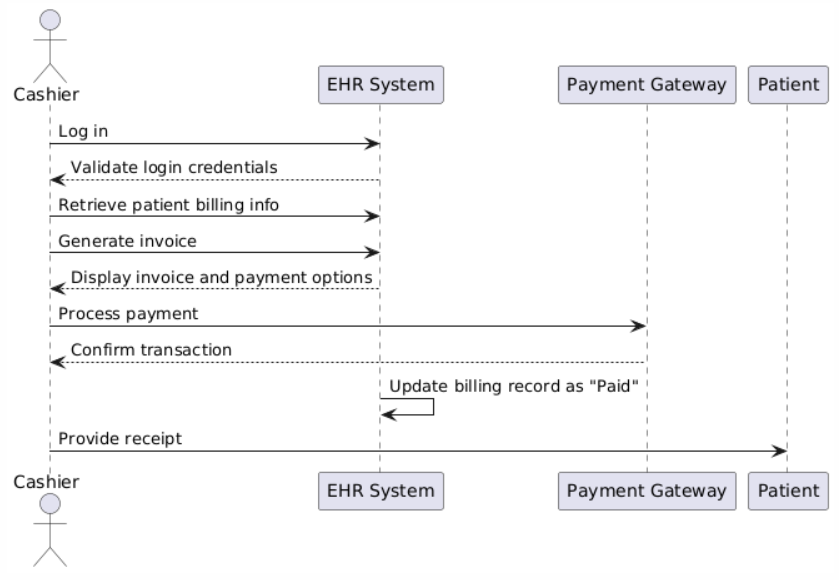 Cashier
EHR System
Payment Gateway
Patient
Log in
Validate login credentials
Retrieve patient billing info
Generate invoice
Display invoice and payment options
Process payment
Confirm transaction
Update billing record as "Paid"
Provide receipt
Cashier
EHR System
Payment Gateway
Patient